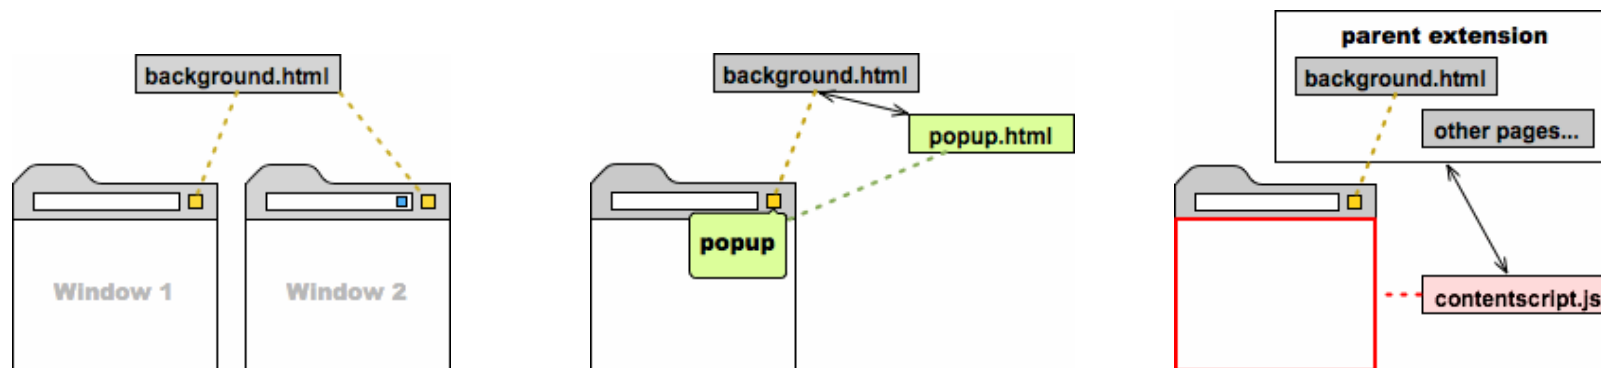 background.html
Window 1
Window 2
background.html
popup.html
popup
parent extension
background.html
other pages...
contentscript.js